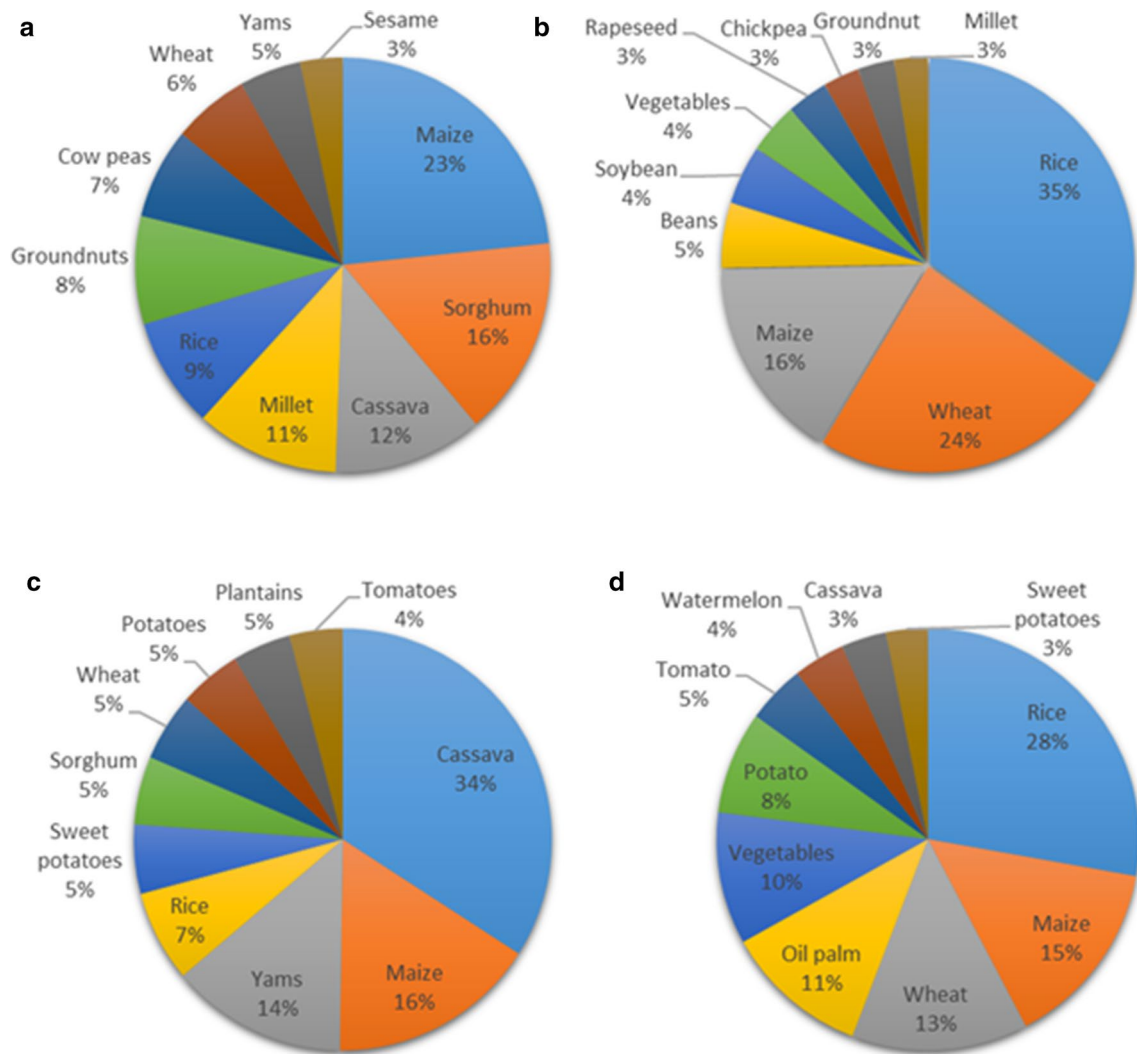 a
Yams
5%
Sesame
3%
Wheat
6%
Maize
23%
Cow peas
7%
Groundnuts
8%
Sorghum
16%
Rice
9%
Millet
11%
Cassava
12%
b
Rapeseed
3%
Chickpea
3%
Groundnut
3%
Millet
3%
Vegetables
4%
Rice
35%
Soybean
4%
Beans
5%
Maize
16%
Wheat
24%
c
Plantains
5%
Tomatoes
4%
Potatoes
5%
Wheat
5%
Cassava
34%
Sorghum
5%
Sweet
potatoes
5%
Rice
7%
Yams
14%
Maize
16%
d
Watermelon
4%
Cassava
3%
Sweet
potatoes
3%
Tomato
5%
Rice
28%
Potato
8%
Vegetables
10%
Maize
15%
Oil palm
11%
Wheat
13%